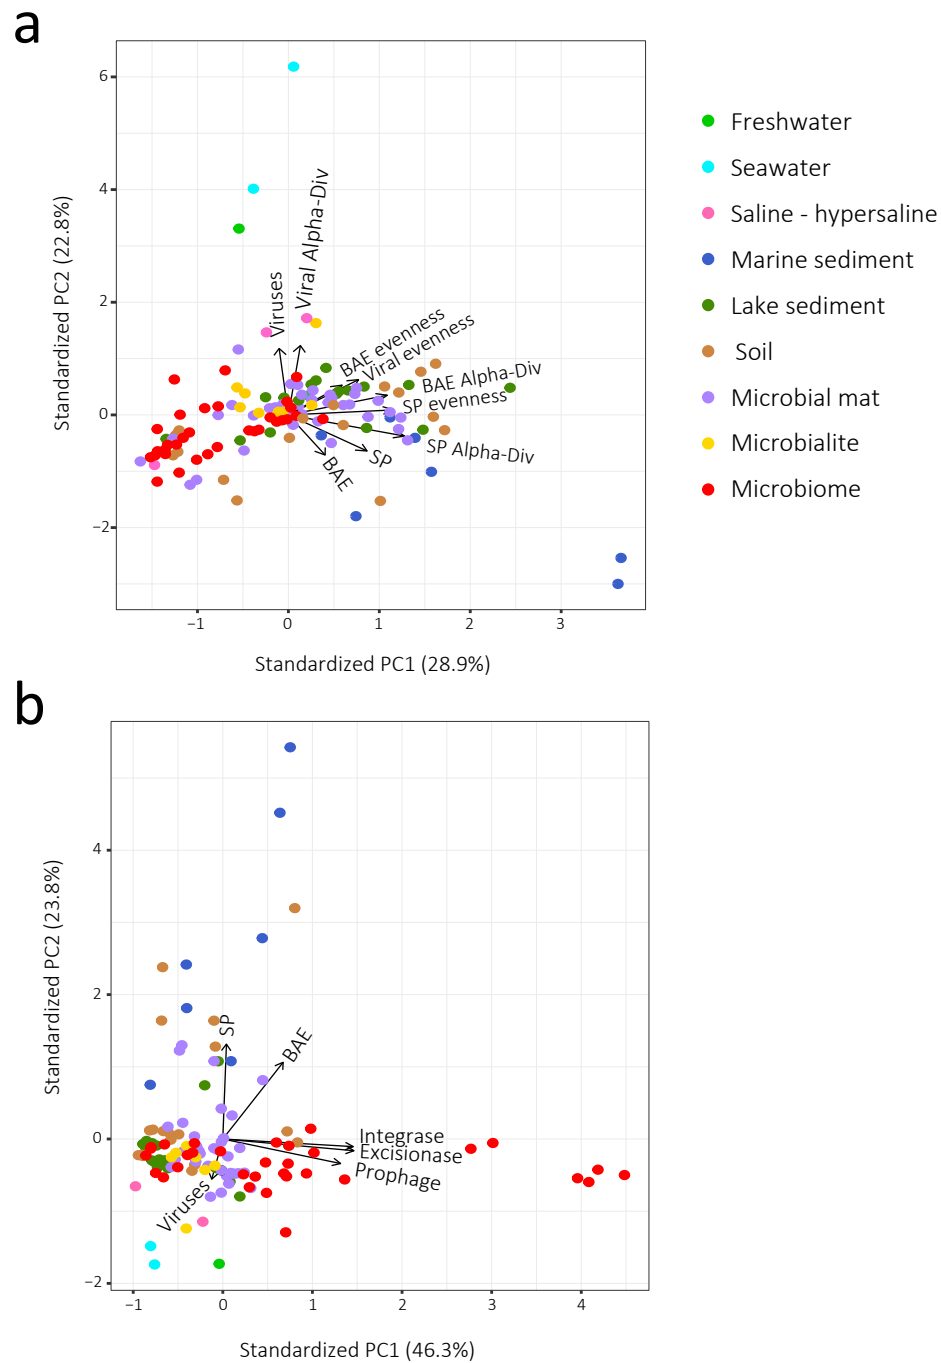 a
Standardized PC2 (22.8%)
6
4
2
0
−2
Viruses
Viral Alpha-Div
BAE evenness
Viral evenness
BAE Alpha-Div
SP evenness
SP Alpha-Div
SP
BAE
−1 0 1 2 3
Standardized PC1 (28.9%)
Freshwater
Seawater
Saline - hypersaline
Marine sediment
Lake sediment
Soil
Microbial mat
Microbialite
Microbiome
b
Standardized PC2 (23.8%)
4
2
0
−2
SP
BAE
Integrase
Excisionase
Prophage
Viruses
−1 0 1 2 3 4
Standardized PC1 (46.3%)